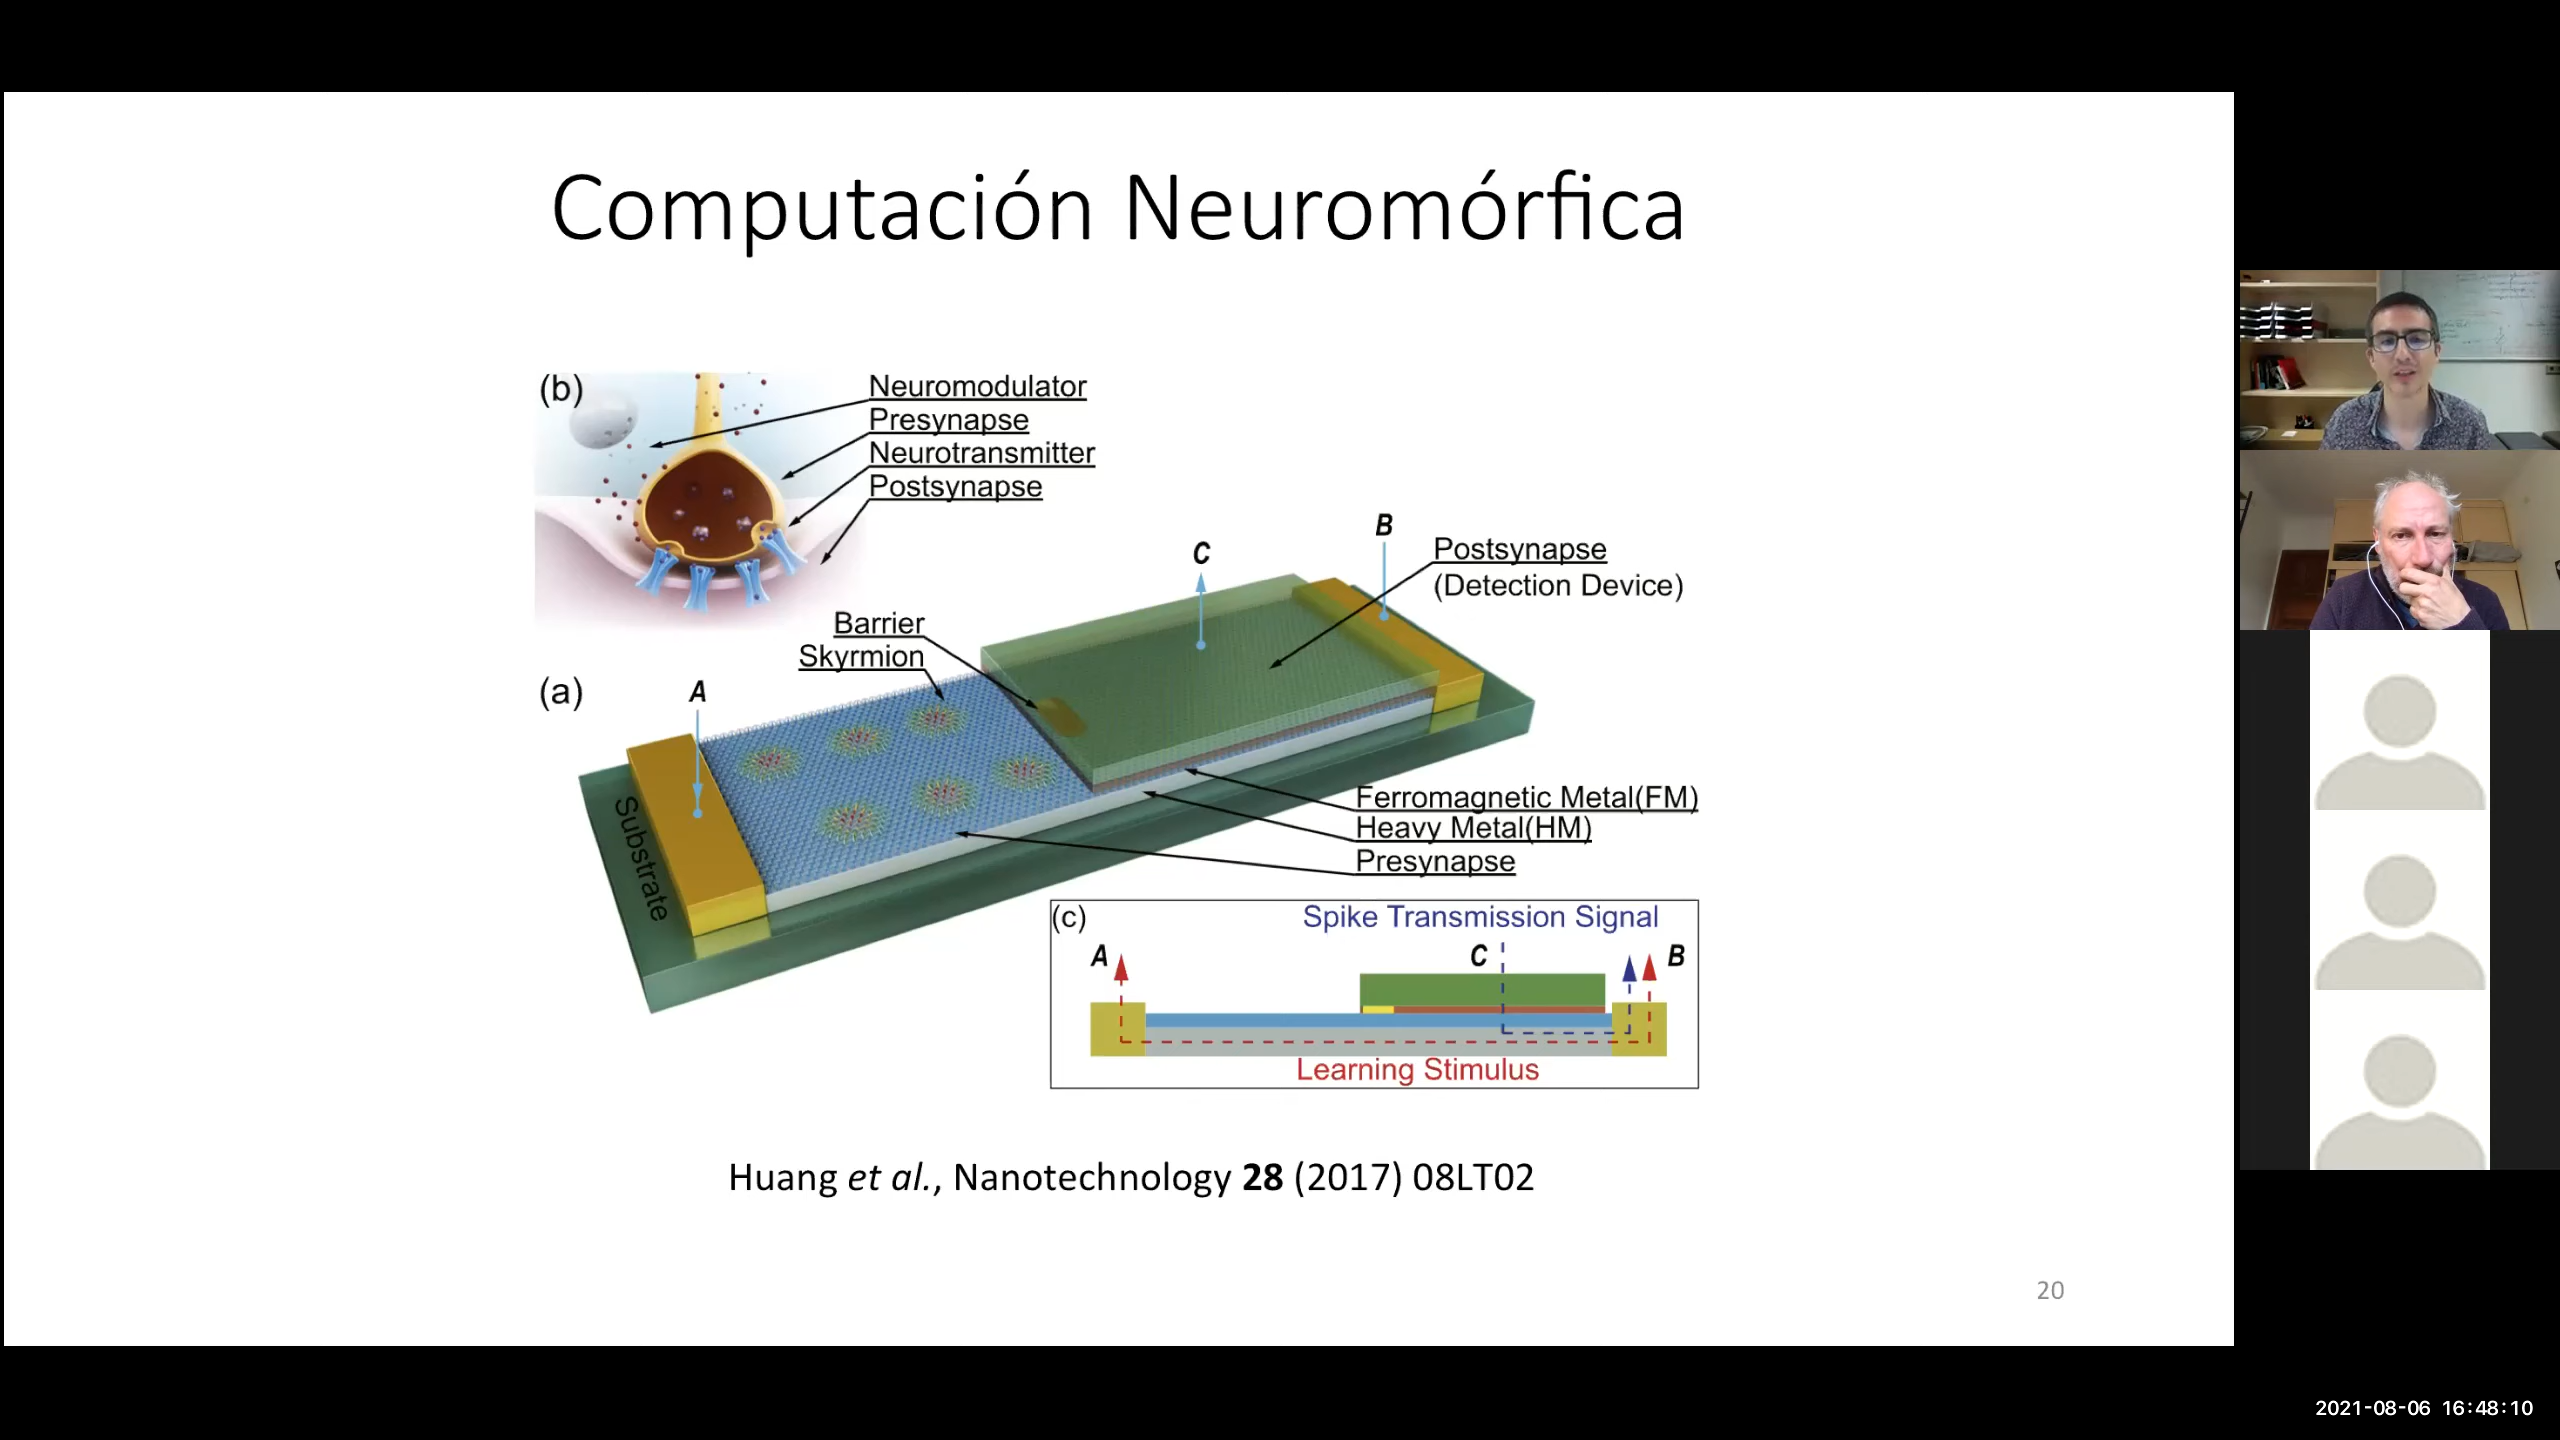 Computación Neuromórfica
(b)
Neuromodulator
Presynapse
Neurotransmitter
Postsynapse
B
C
Postsynapse
(Detection Device)
Barrier
Skyrmion
(a)
A
Substrate
Ferromagnetic Metal(FM)
Heavy Metal(HM)
Presynapse
(c)
Spike Transmission Signal
A
C
B
Learning Stimulus
Huang et al., Nanotechnology 28 (2017) 08LT02
20
2021-08-06 16:48:10